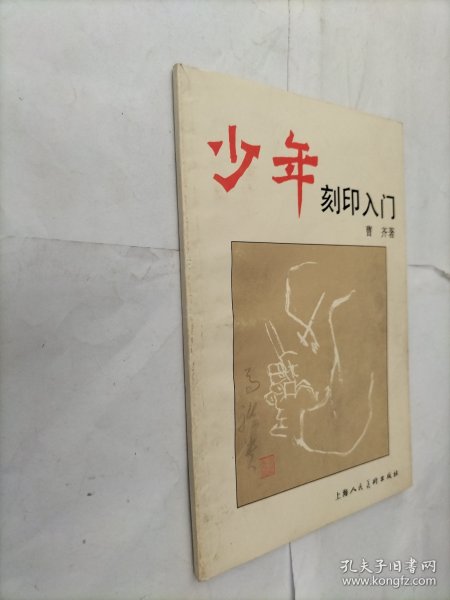 少年
刻印入门
曹 齐著
上海人民美術出版社
孔夫子旧书网
www.kongfz.com